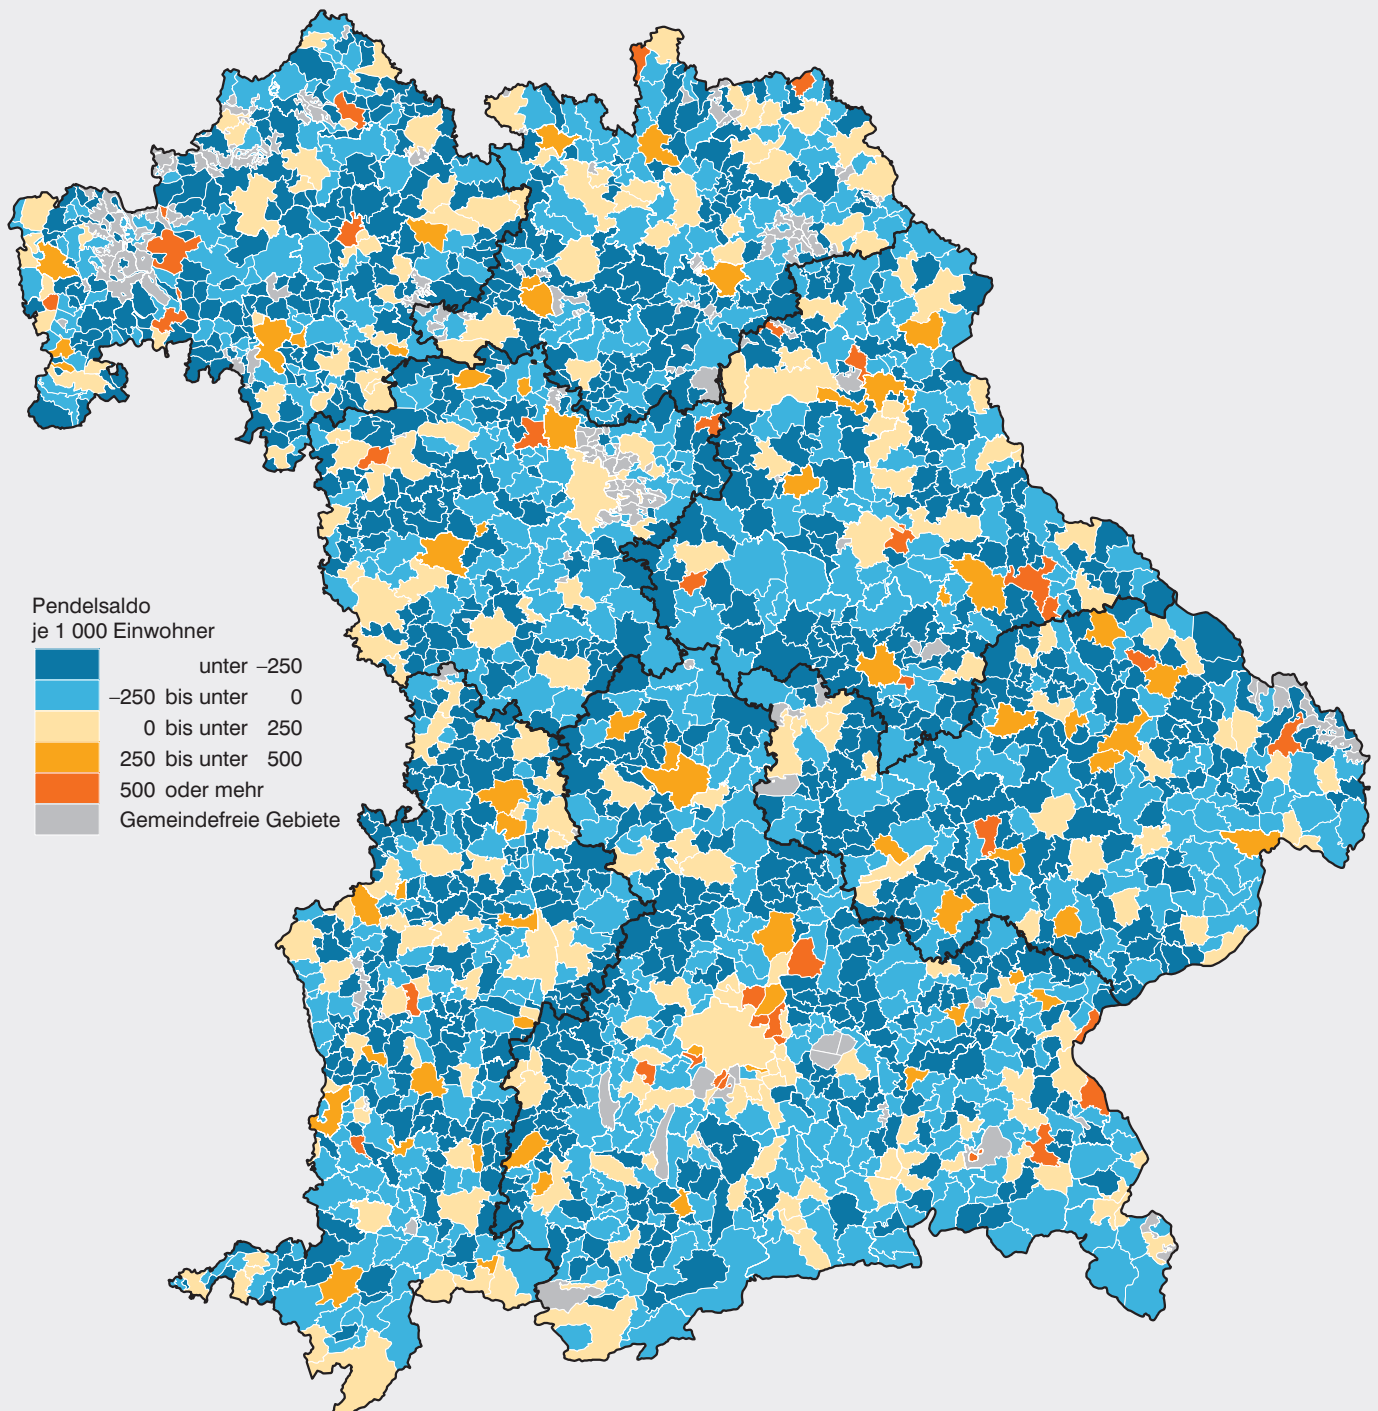 Pendelsaldo
je 1 000 Einwohner
unter –250
–250 bis unter 0
0 bis unter 250
250 bis unter 500
500 oder mehr
Gemeindefreie Gebiete